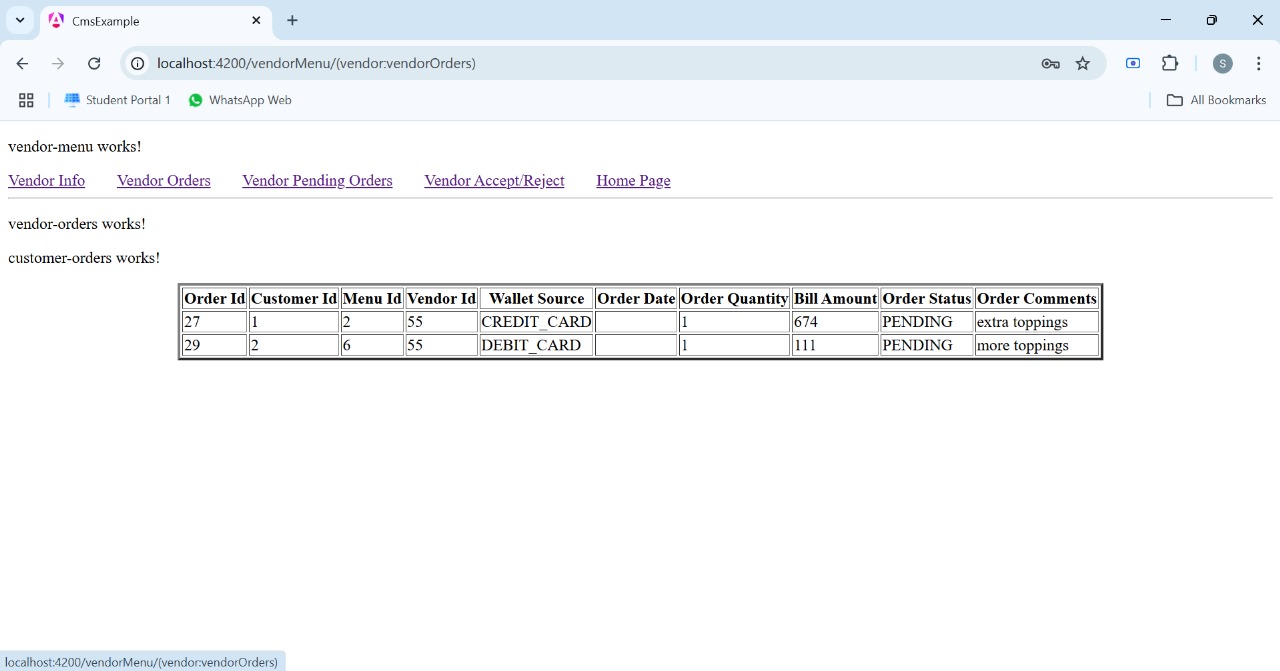 CmsExample
localhost:4200/vendorMenu/(vendor:vendorOrders)
S
Student Portal 1 WhatsApp Web All Bookmarks
vendor-menu works!
Vendor Info Vendor Orders Vendor Pending Orders Vendor Accept/Reject Home Page
vendor-orders works!
customer-orders works!
Order Id Customer Id Menu Id Vendor Id Wallet Source Order Date Order Quantity Bill Amount Order Status Order Comments
27 1 2 55 CREDIT_CARD 1 674 PENDING extra toppings
29 2 6 55 DEBIT_CARD 1 111 PENDING more toppings
localhost:4200/vendorMenu/(vendor:vendorOrders)